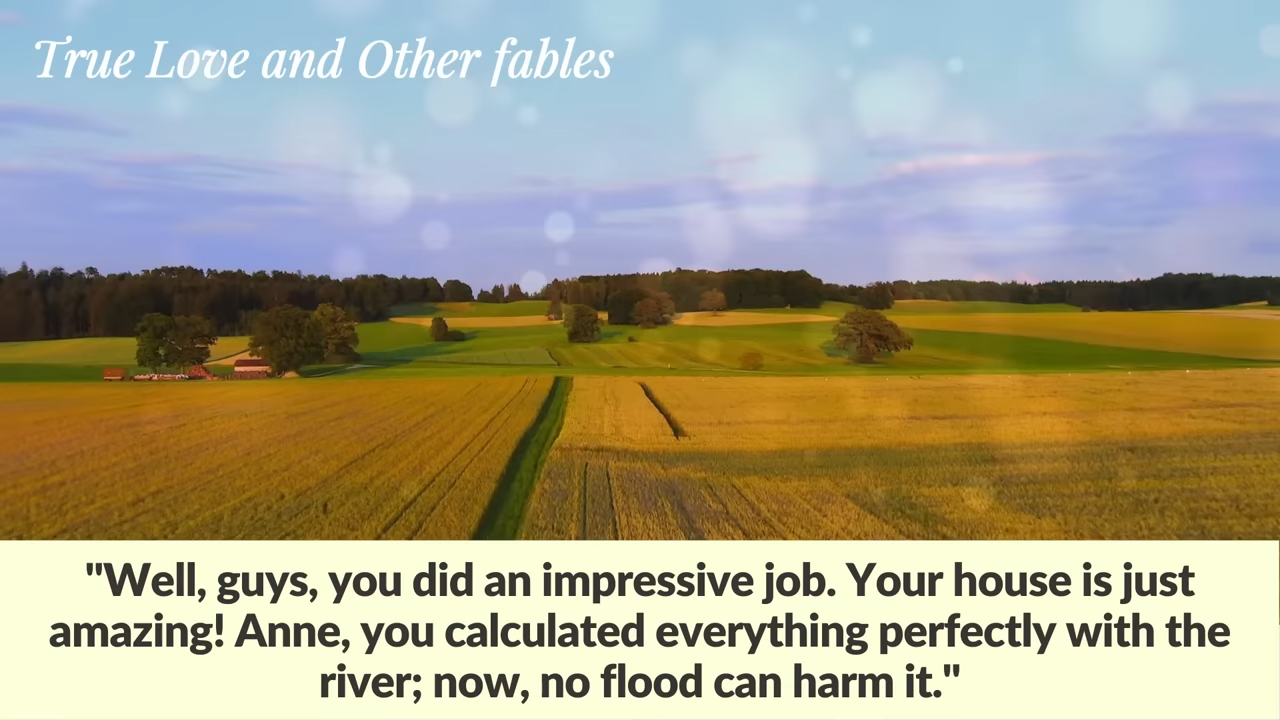 True Love and Other fables
"Well, guys, you did an impressive job. Your house is just
amazing! Anne, you calculated everything perfectly with the
river; now, no flood can harm it."